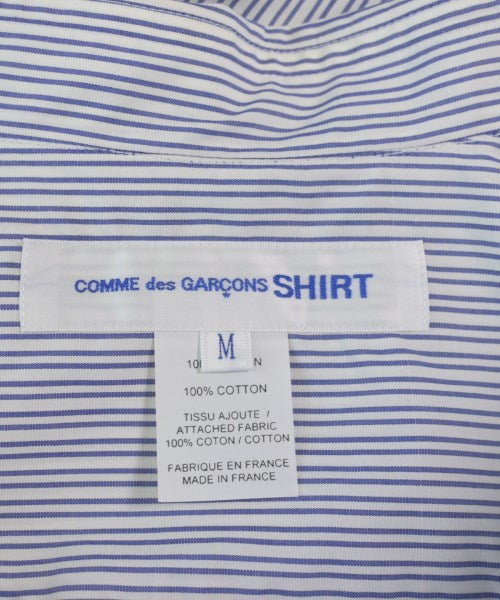 COMME des GARÇONS SHIRT
M
100% COTTON
TISSU AJOUTE /
ATTACHED FABRIC
100% COTON / COTTON
FABRIQUE EN FRANCE
MADE IN FRANCE